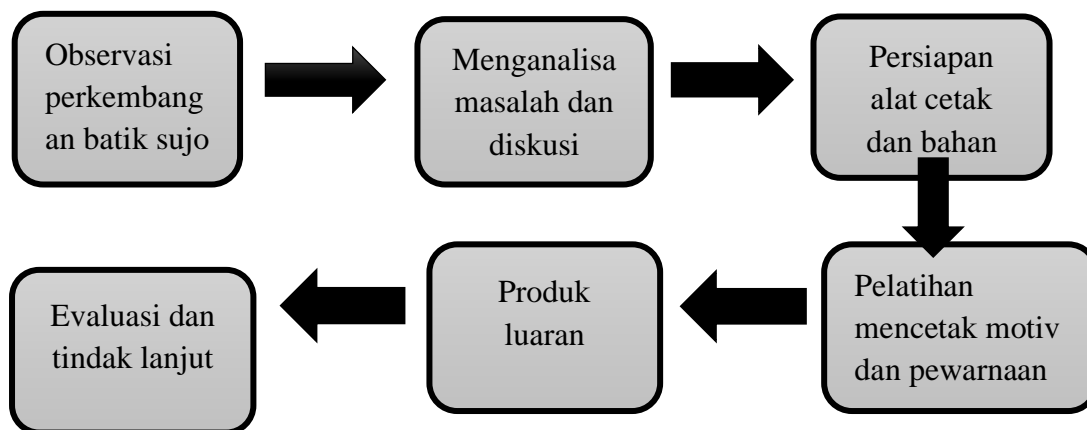 Observasi
perkembang
an batik sujo
Menganalisa
masalah dan
diskusi
Persiapan
alat cetak
dan bahan
Pelatihan
mencetak motiv
dan pewarnaan
Produk
luaran
Evaluasi dan
tindak lanjut